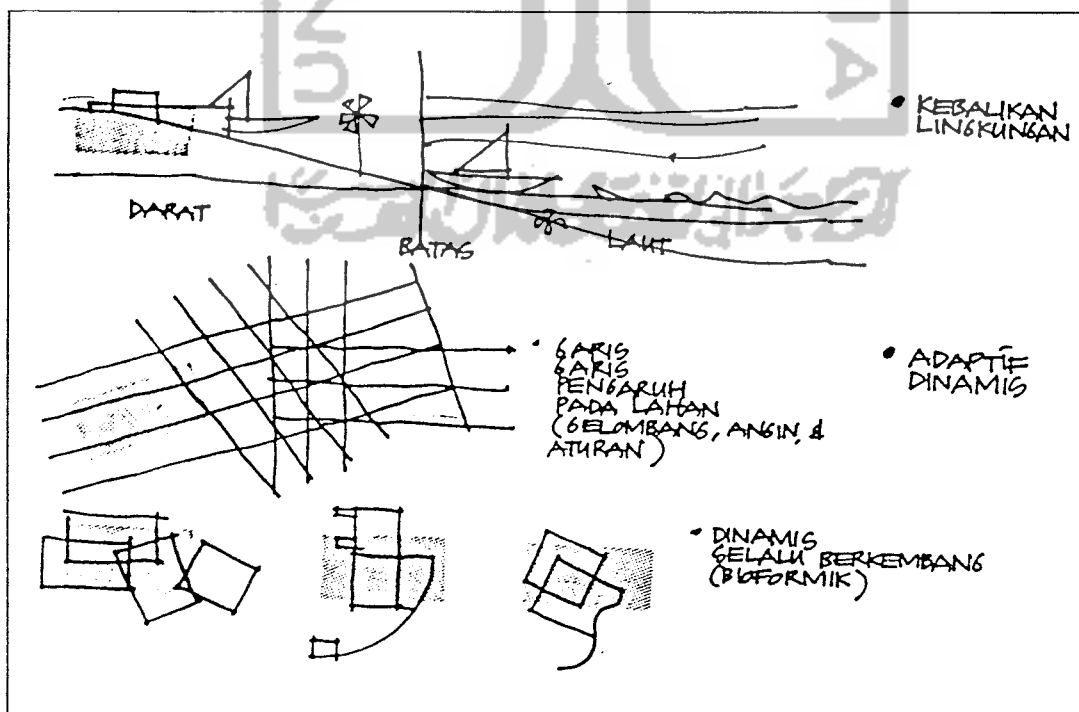 • KEBALIKAN
LINGKUNGAN
DARAT
BATAS
LAUT
• GARIS
GARIS
PENGARUH
PADA LAHAN
(GELOMBANG, ANGIN, &
ATURAN)
• ADAPTIF
DINAMIS
• DINAMIS
SELALU BERKEMBANG
(BIOFORMIK)